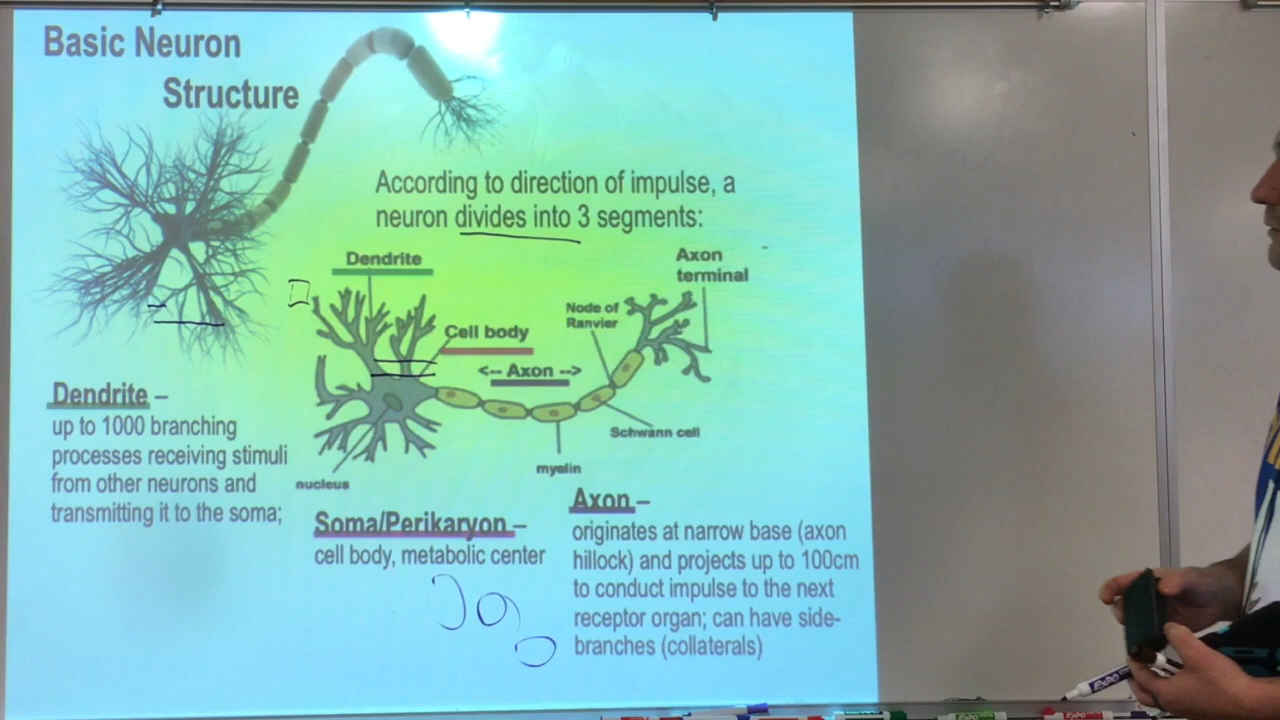 Basic Neuron
Structure
According to direction of impulse, a
neuron divides into 3 segments:
Dendrite
Axon
terminal
Node of
Ranvier
Cell body
<-- Axon -->
Schwann cell
myelin
nucleus
Dendrite –
up to 1000 branching
processes receiving stimuli
from other neurons and
transmitting it to the soma;
Soma/Perikaryon –
cell body, metabolic center
Axon –
originates at narrow base (axon
hillock) and projects up to 100cm
to conduct impulse to the next
receptor organ; can have side-
branches (collaterals)
EXPO